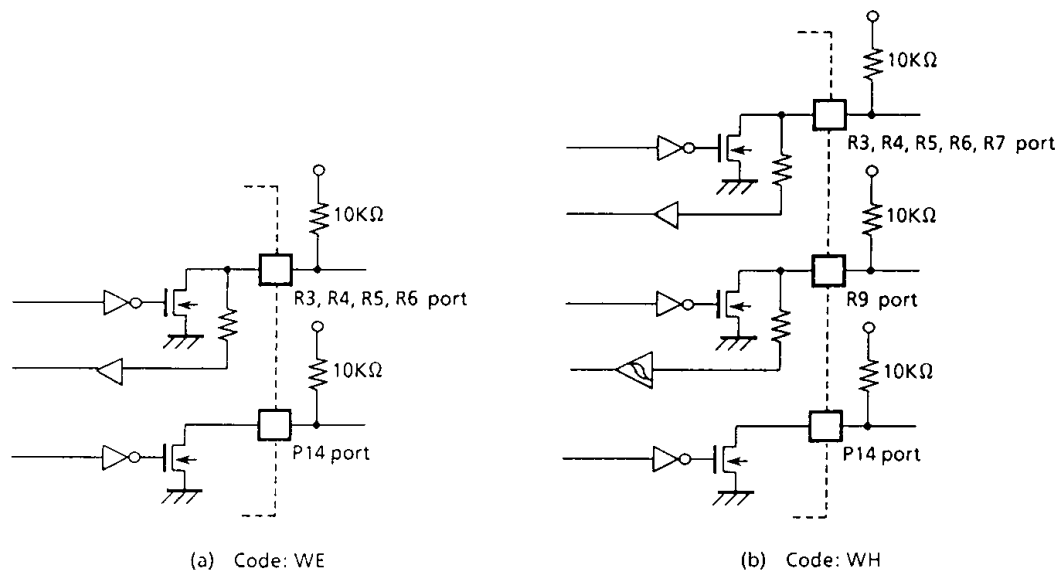 10KΩ
R3, R4, R5, R6 port
10KΩ
P14 port
(a) Code: WE
10KΩ
R3, R4, R5, R6, R7 port
10KΩ
R9 port
10KΩ
P14 port
(b) Code: WH